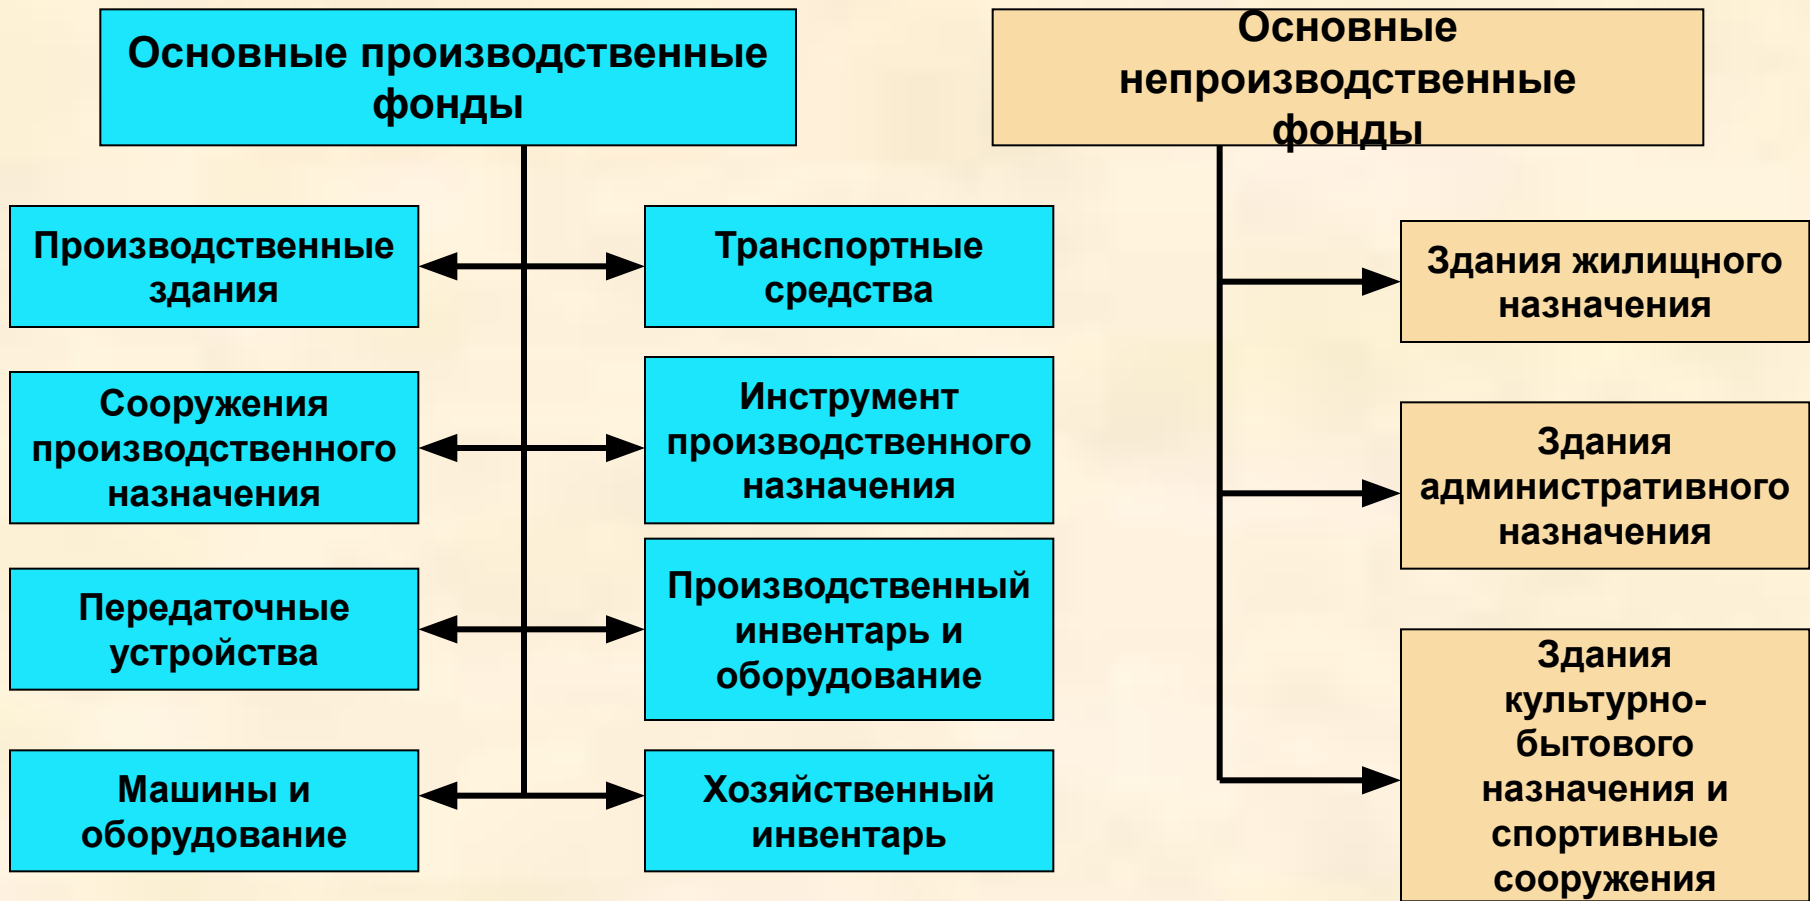 Основные производственные
фонды
Основные
непроизводственные
фонды
Производственные
здания
Транспортные
средства
Здания жилищного
назначения
Сооружения
производственного
назначения
Инструмент
производственного
назначения
Здания
административного
назначения
Передаточные
устройства
Производственный
инвентарь и
оборудование
Здания
культурно-
бытового
назначения и
спортивные
сооружения
Машины и
оборудование
Хозяйственный
инвентарь